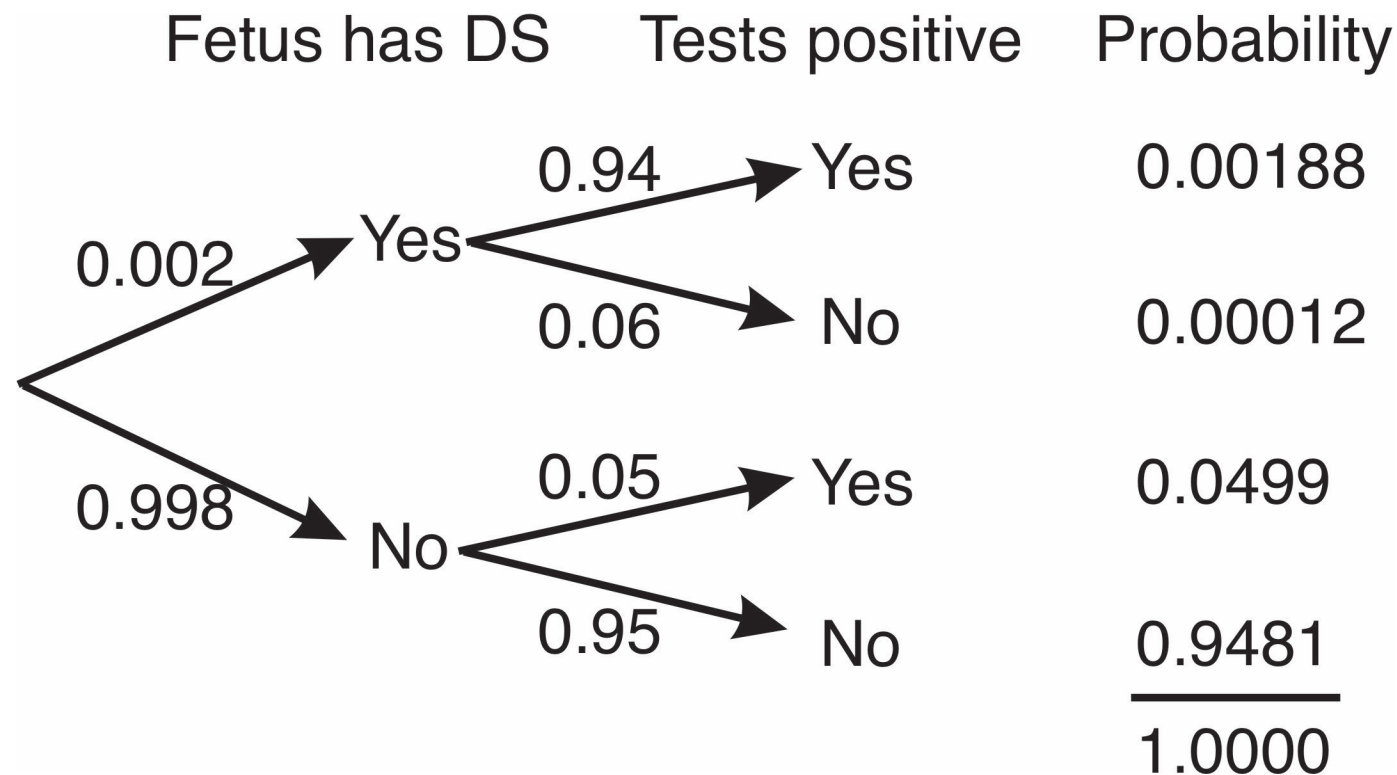 Fetus has DS Tests positive Probability
0.94 Yes 0.00188
0.002 Yes
0.06 No 0.00012
0.998 No
0.05 Yes 0.0499
0.95 No 0.9481
1.0000